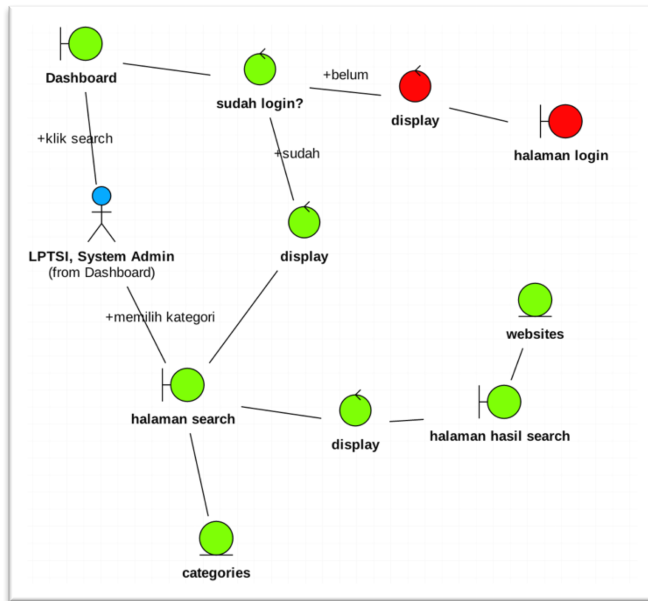 Dashboard
sudah login?
+belum
display
halaman login
+klik search
+sudah
LPTSI, System Admin
(from Dashboard)
display
+memilih kategori
websites
halaman search
display
halaman hasil search
categories